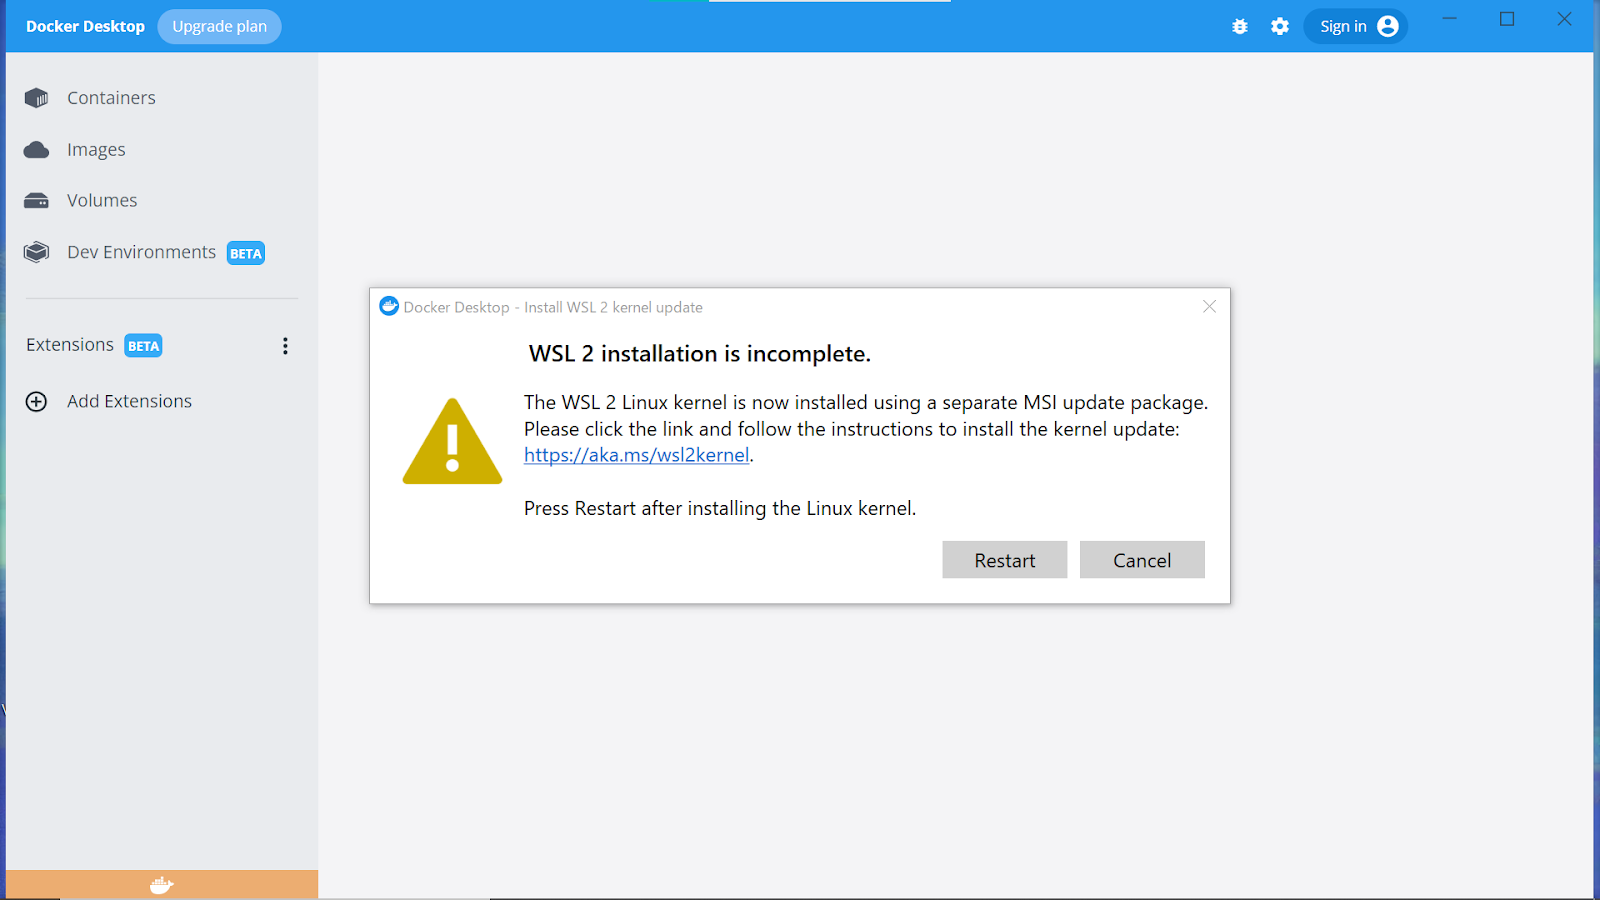 Docker Desktop
Upgrade plan
Sign in
Containers
Images
Volumes
Dev Environments BETA
Extensions BETA
Add Extensions
Docker Desktop - Install WSL 2 kernel update
WSL 2 installation is incomplete.
The WSL 2 Linux kernel is now installed using a separate MSI update package.
Please click the link and follow the instructions to install the kernel update:
https://aka.ms/wsl2kernel.
Press Restart after installing the Linux kernel.
Restart
Cancel